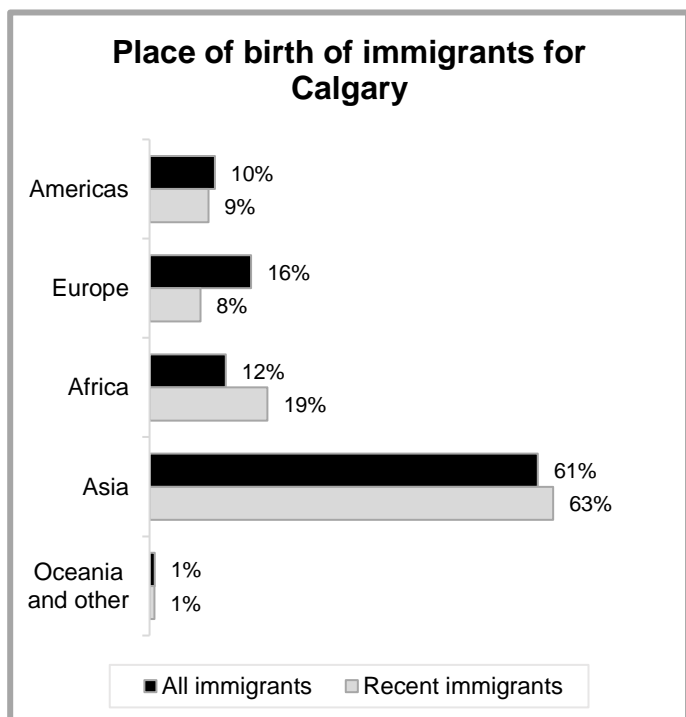 Place of birth of immigrants for
Calgary
Americas
10%
9%
Europe
16%
8%
Africa
12%
19%
Asia
61%
63%
Oceania
and other
1%
1%
All immigrants
Recent immigrants